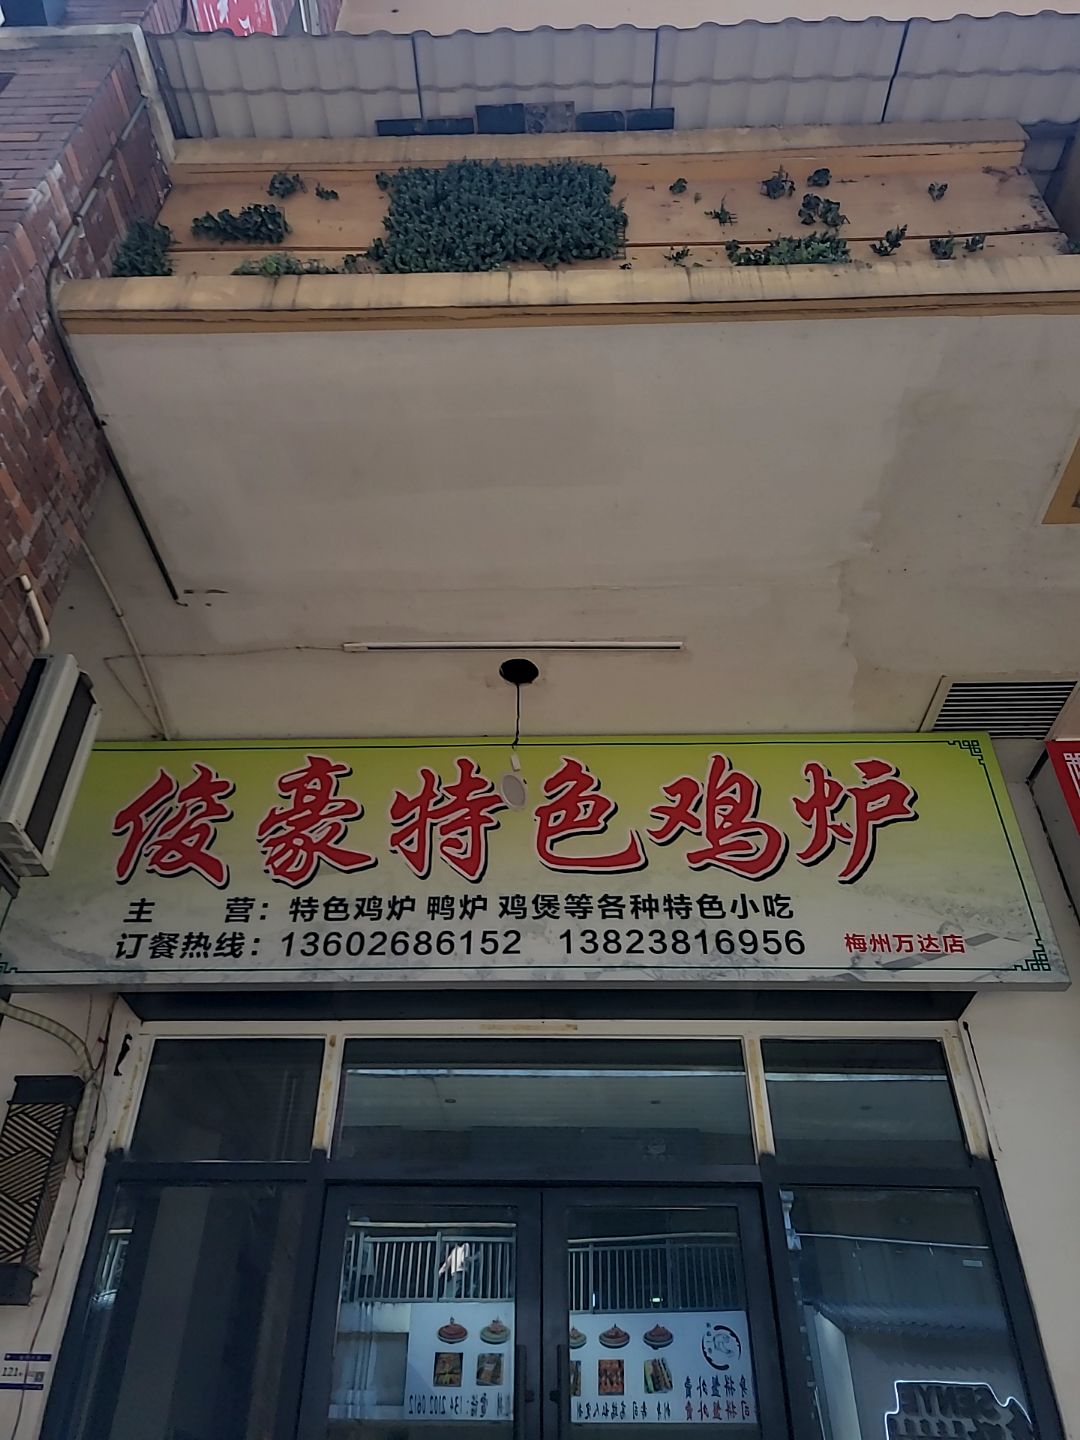 俊豪特色鸡炉
主 营：特色鸡炉 鸭炉 鸡煲等各种特色小吃
订餐热线：13602686152 13823816956 梅州万达店
121